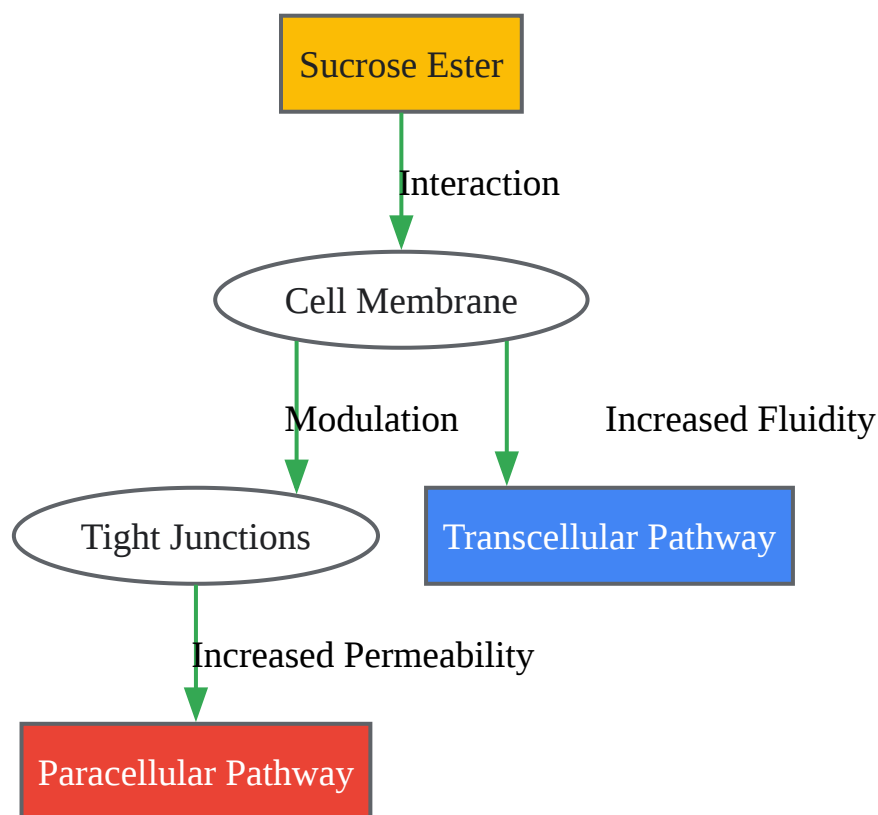 Sucrose Ester
Interaction
Cell Membrane
Modulation
Increased Fluidity
Tight Junctions
Transcellular Pathway
Increased Permeability
Paracellular Pathway